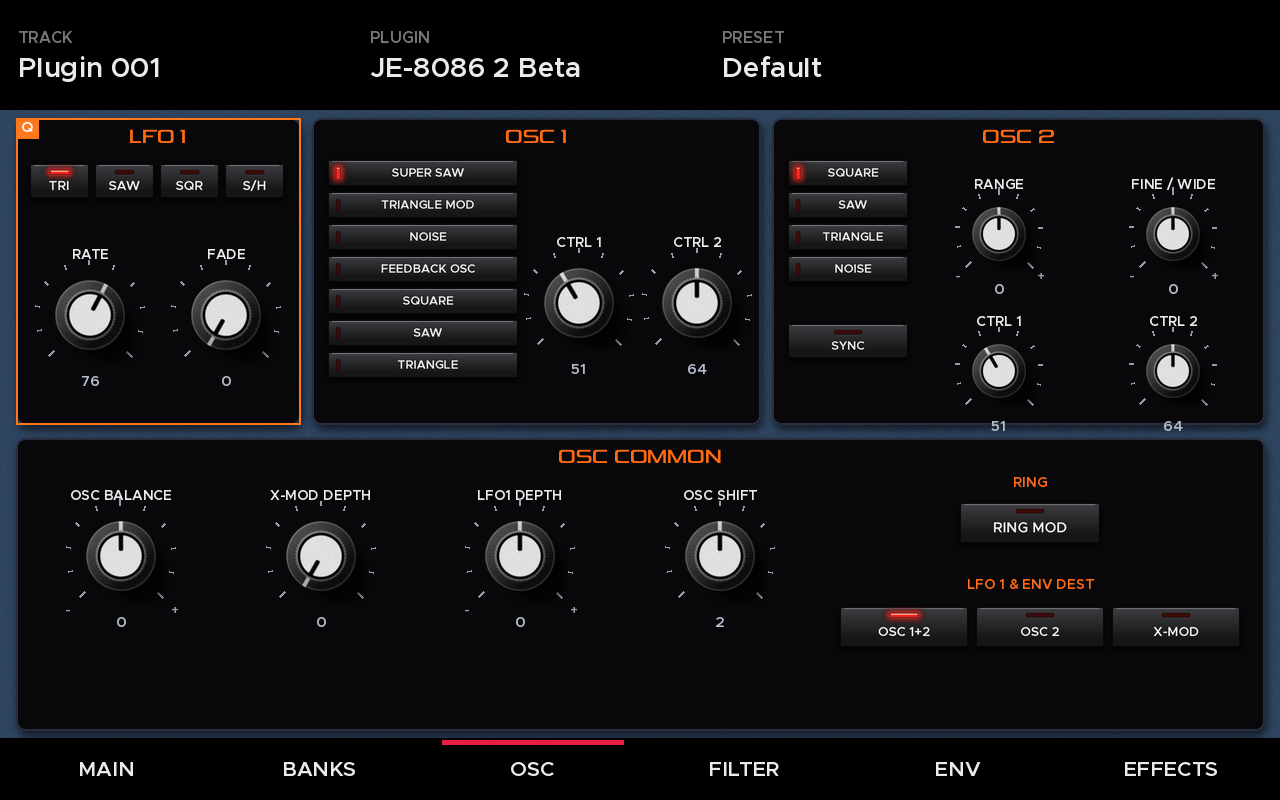 TRACK
Plugin 001
PLUGIN
JE-8086 2 Beta
PRESET
Default
Q
LFO 1
TRI
SAW
SQR
S/H
RATE
76
FADE
0
OSC 1
SUPER SAW
TRIANGLE MOD
NOISE
FEEDBACK OSC
SQUARE
SAW
TRIANGLE
CTRL 1
51
CTRL 2
64
OSC 2
SQUARE
SAW
TRIANGLE
NOISE
SYNC
RANGE
- +
0
FINE / WIDE
- +
0
CTRL 1
51
CTRL 2
64
OSC COMMON
OSC BALANCE
- +
0
X-MOD DEPTH
0
LFO1 DEPTH
- +
0
OSC SHIFT
2
RING
RING MOD
LFO 1 & ENV DEST
OSC 1+2
OSC 2
X-MOD
MAIN
BANKS
OSC
FILTER
ENV
EFFECTS